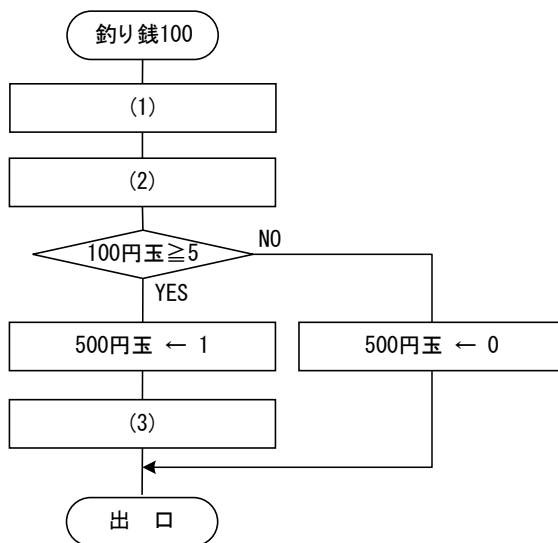 釣り銭100
(1)
(2)
100円玉≧5
NO
YES
500円玉 ← 1
500円玉 ← 0
(3)
出 口